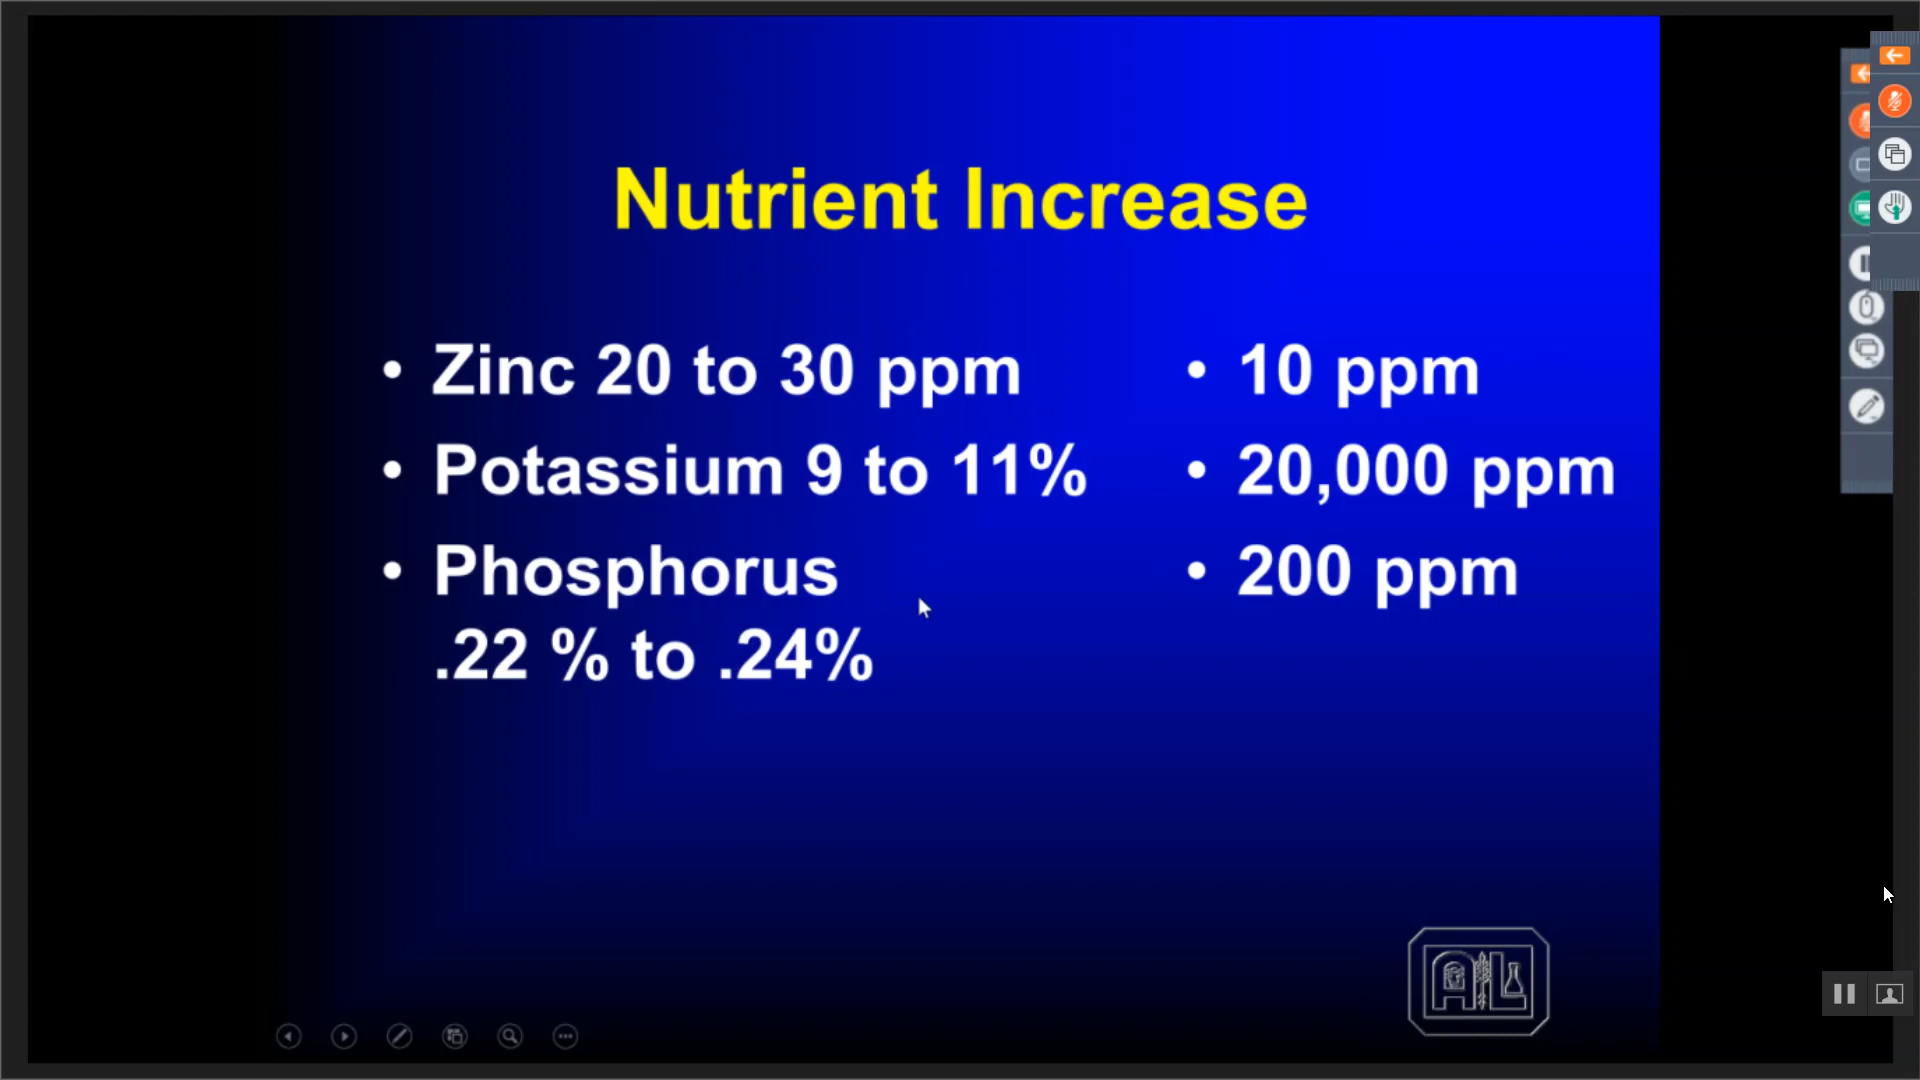 Nutrient Increase
• Zinc 20 to 30 ppm
• Potassium 9 to 11%
• Phosphorus
.22 % to .24%
• 10 ppm
• 20,000 ppm
• 200 ppm
AL